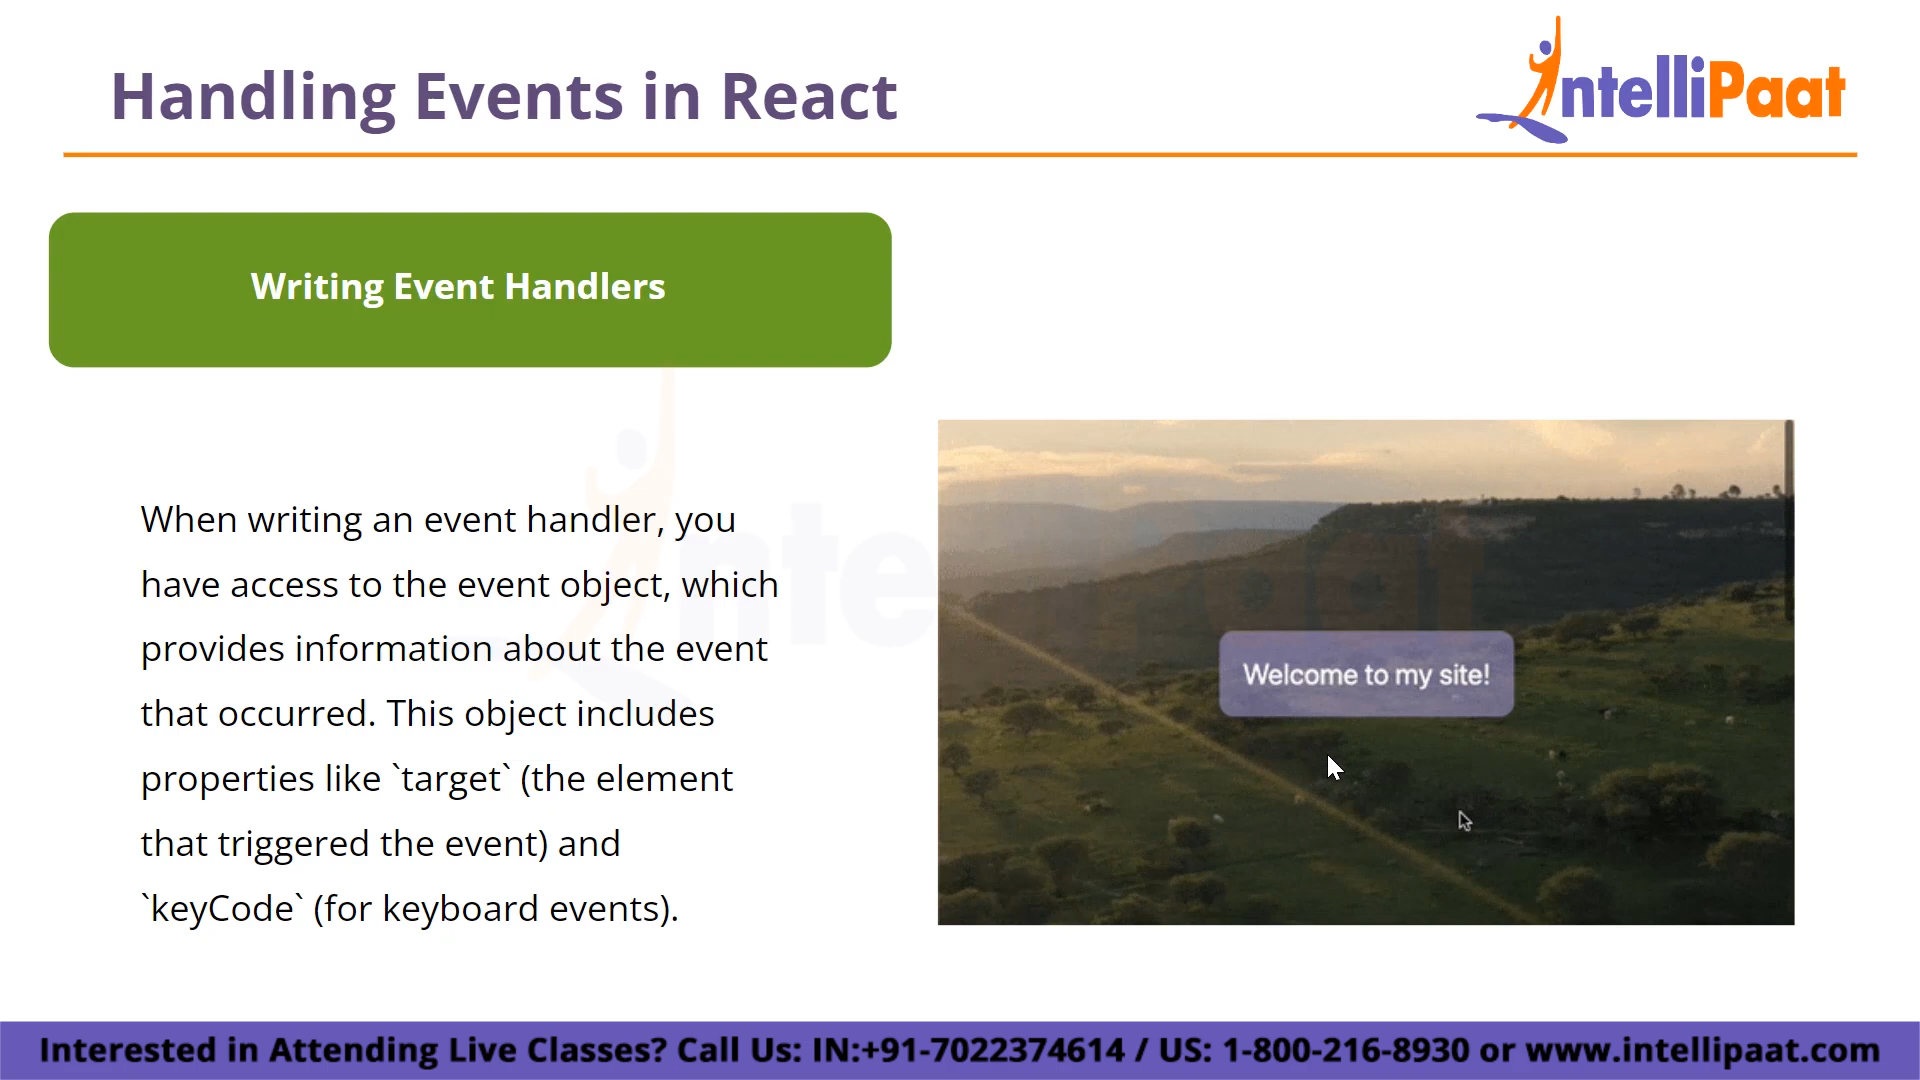 Handling Events in React
IntelliPaat
Writing Event Handlers
When writing an event handler, you
have access to the event object, which
provides information about the event
that occurred. This object includes
properties like `target` (the element
that triggered the event) and
`keyCode` (for keyboard events).
Welcome to my site!
Interested in Attending Live Classes? Call Us: IN:+91-7022374614 / US: 1-800-216-8930 or www.intellipaat.com